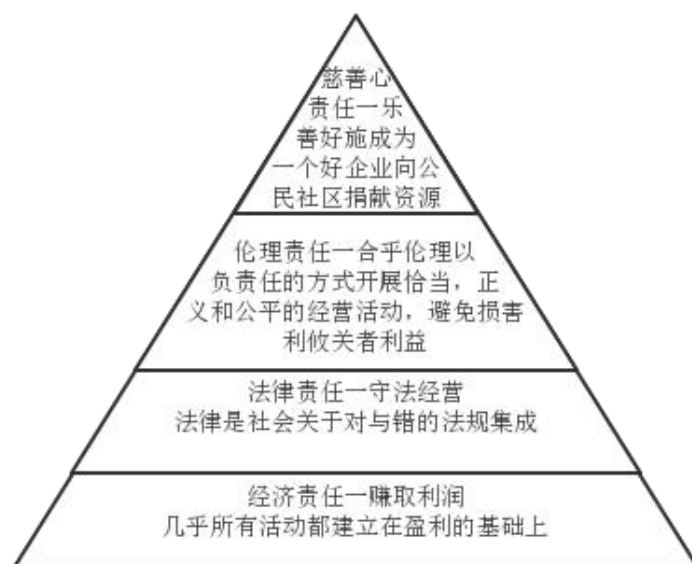 慈善心
责任一乐
善好施成为
一个好企业向公
民社区捐献资源
伦理责任一合乎伦理以
负责任的方式开展恰当，正
义和公平的经营活动，避免损害
利攸关者利益
法律责任一守法经营
法律是社会关于对与错的法规集成
经济责任一赚取利润
几乎所有活动都建立在盈利的基础上